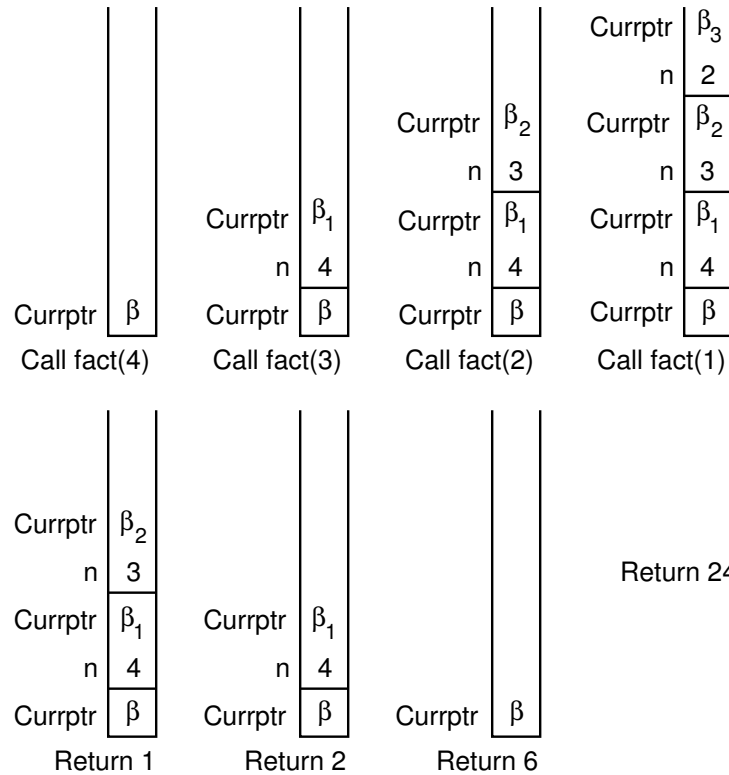 Currptr β3
n 2
Currptr β2 Currptr β2
n 3 n 3
Currptr β1 Currptr β1 Currptr β1
n 4 n 4 n 4
Currptr β Currptr β Currptr β Currptr β
Call fact(4) Call fact(3) Call fact(2) Call fact(1)
Currptr β2
n 3 Return 24
Currptr β1 Currptr β1
n 4 n 4
Currptr β Currptr β Currptr β
Return 1 Return 2 Return 6